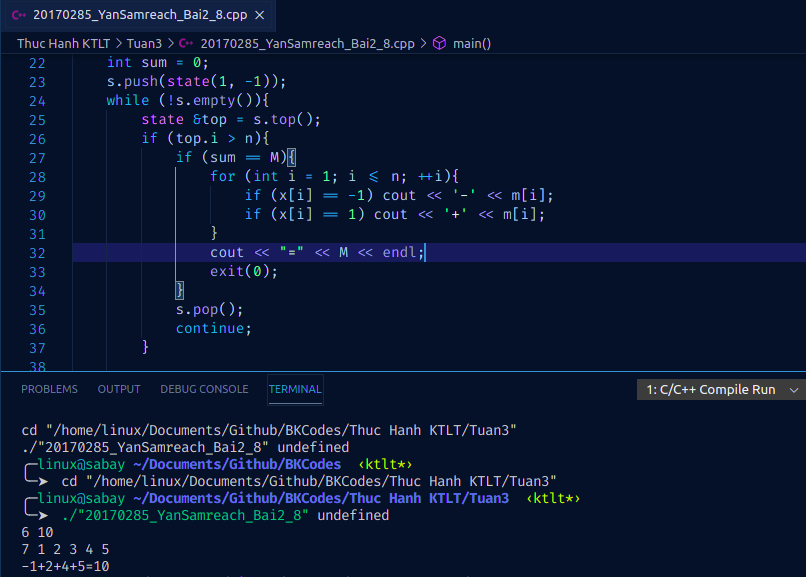 20170285_YanSamreach_Bai2_8.cpp ×
Thuc Hanh KTLT > Tuan3 > 20170285_YanSamreach_Bai2_8.cpp > main()
22 int sum = 0;
23 s.push(state(1, -1));
24 while (!s.empty()){
25 state &top = s.top();
26 if (top.i > n){
27 if (sum == M){
28 for (int i = 1; i <= n; ++i){
29 if (x[i] == -1) cout << '-' << m[i];
30 if (x[i] == 1) cout << '+' << m[i];
31 }
32 cout << "=" << M << endl;
33 exit(0);
34 }
35 s.pop();
36 continue;
37 }
38
PROBLEMS OUTPUT DEBUG CONSOLE TERMINAL 1: C/C++ Compile Run
cd "/home/linux/Documents/Github/BKCodes/Thuc Hanh KTLT/Tuan3"
./"20170285_YanSamreach_Bai2_8" undefined
linux@sabay ~/Documents/Github/BKCodes ‹ktlt*›
cd "/home/linux/Documents/Github/BKCodes/Thuc Hanh KTLT/Tuan3"
linux@sabay ~/Documents/Github/BKCodes/Thuc Hanh KTLT/Tuan3 ‹ktlt*›
./"20170285_YanSamreach_Bai2_8" undefined
6 10
7 1 2 3 4 5
-1+2+4+5=10